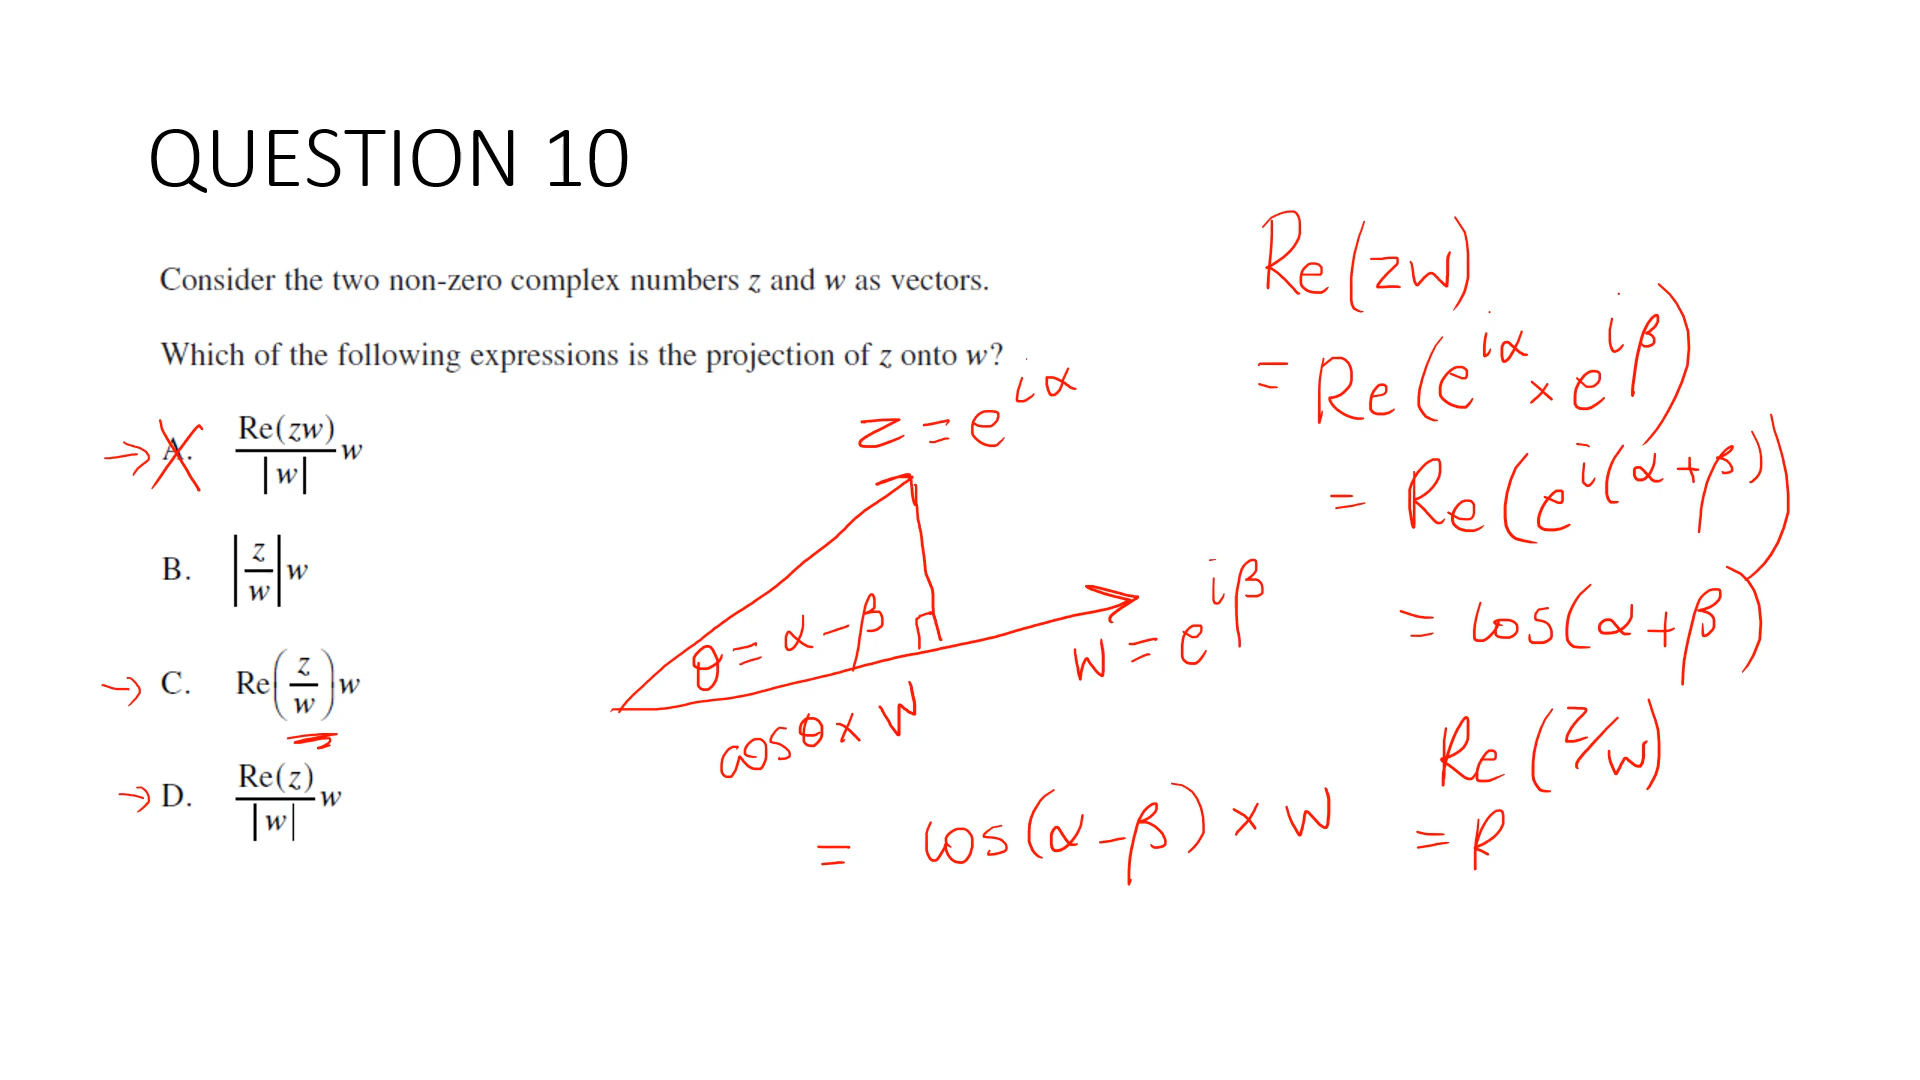 QUESTION 10
Consider the two non-zero complex numbers z and w as vectors.
Which of the following expressions is the projection of z onto w?
→ A. Re(zw)/|w| w
B. |z/w| w
→ C. Re(z/w) w
→ D. Re(z)/|w| w
z = e^{iα}
θ = α - β
w = e^{iβ}
cosθ × w
= cos(α-β) × w
Re(zw)
= Re(e^{iα} × e^{iβ})
= Re(e^{i(α+β)})
= cos(α+β)
Re(z/w)
= R